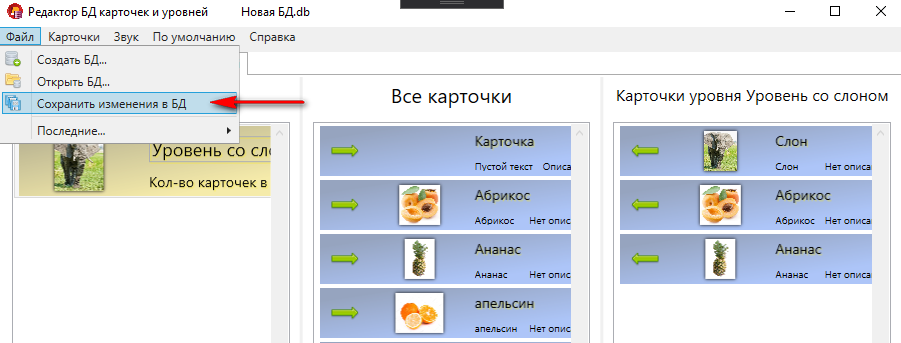 Редактор БД карточек и уровней Новая БД.db
Файл Карточки Звук По умолчанию Справка
Создать БД...
Открыть БД...
Сохранить изменения в БД
Последние...
Уровень со сло
Кол-во карточек в
Все карточки
Карточка
Пустой текст Описа
Абрикос
Абрикос Нет опис
Ананас
Ананас Нет опис
апельсин
апельсин Нет опис
Карточки уровня Уровень со слоном
Слон
Слон Нет описа
Абрикос
Абрикос Нет описа
Ананас
Ананас Нет описа